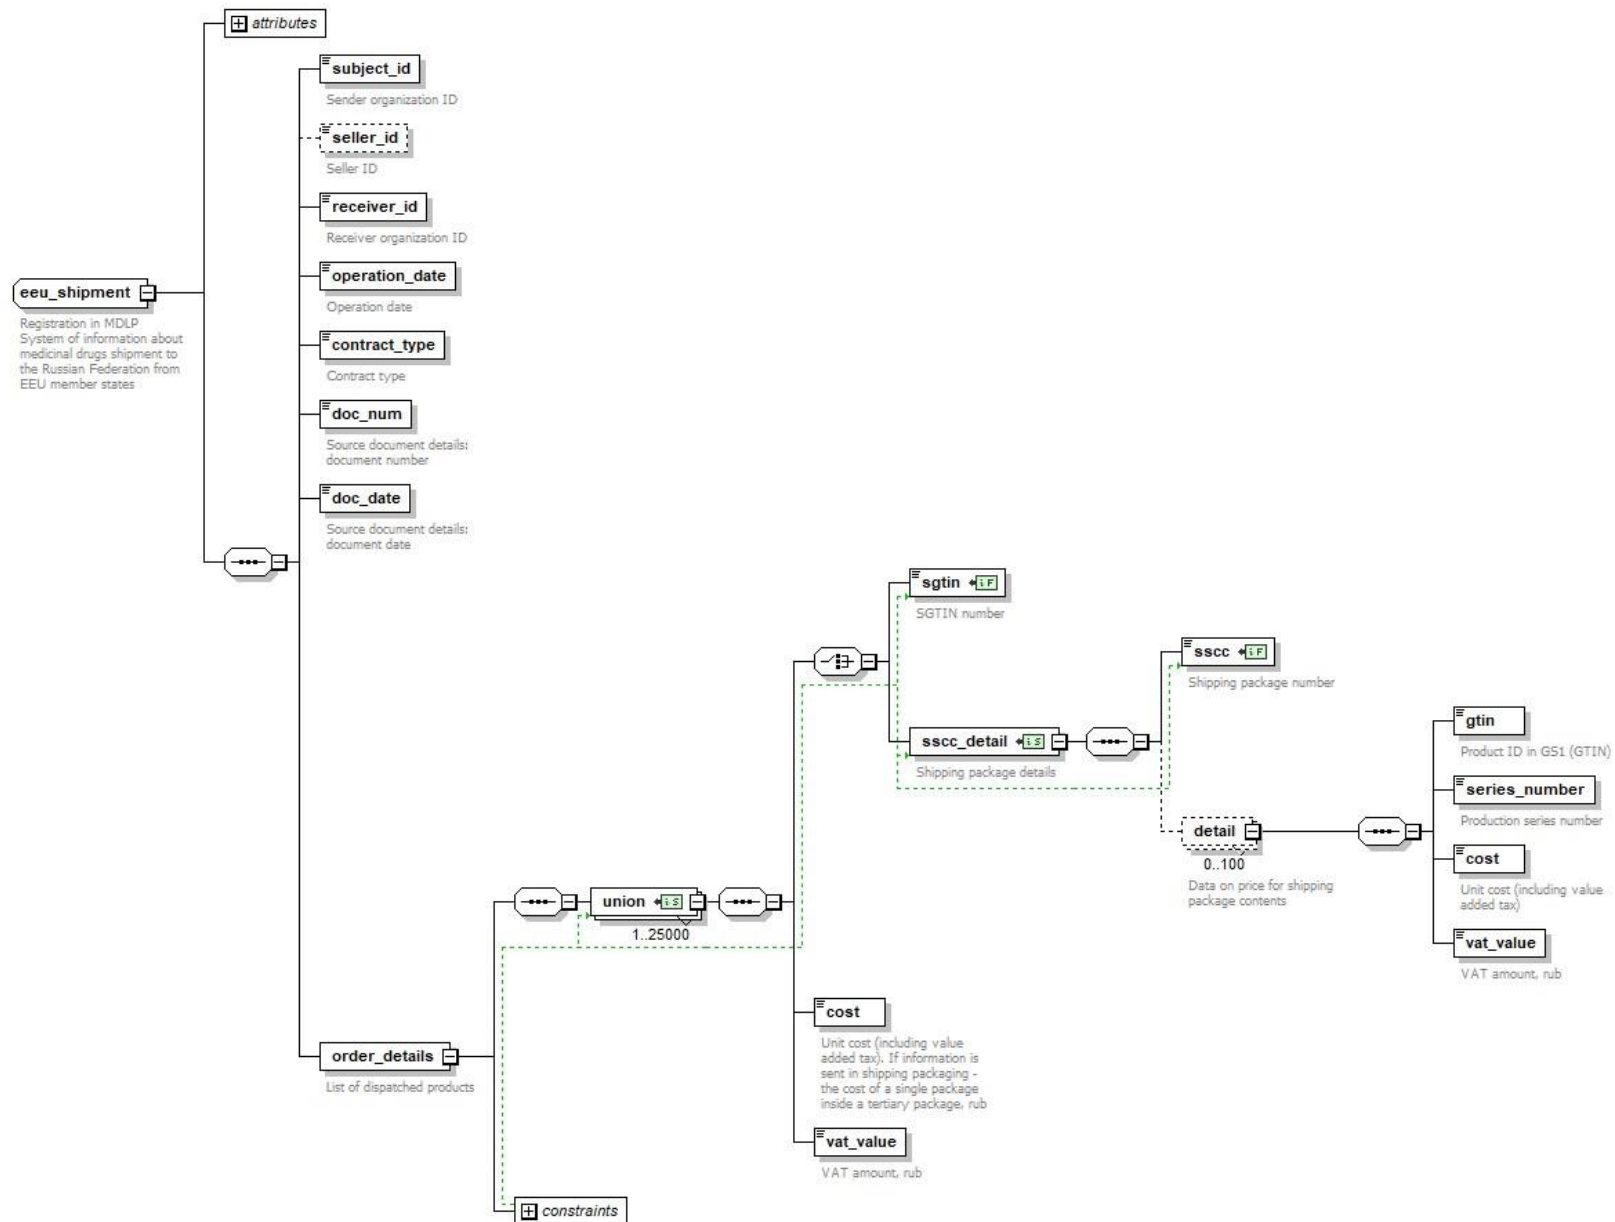 attributes
subject_id
Sender organization ID
seller_id
Seller ID
receiver_id
Receiver organization ID
operation_date
Operation date
eeu_shipment
Registration in MDLP
System of information about
medicinal drugs shipment to
the Russian Federation from
EEU member states
contract_type
Contract type
doc_num
Source document details:
document number
doc_date
Source document details:
document date
sgtin iF
SGTIN number
sscc iF
Shipping package number
sscc_detail iS
Shipping package details
gtin
Product ID in GS1 (GTIN)
series_number
Production series number
detail
0..100
Data on price for shipping
package contents
cost
Unit cost (including value
added tax)
vat_value
VAT amount, rub
union iS
1..25000
cost
Unit cost (including value
added tax). If information is
sent in shipping packaging -
the cost of a single package
inside a tertiary package, rub
order_details
List of dispatched products
vat_value
VAT amount, rub
constraints